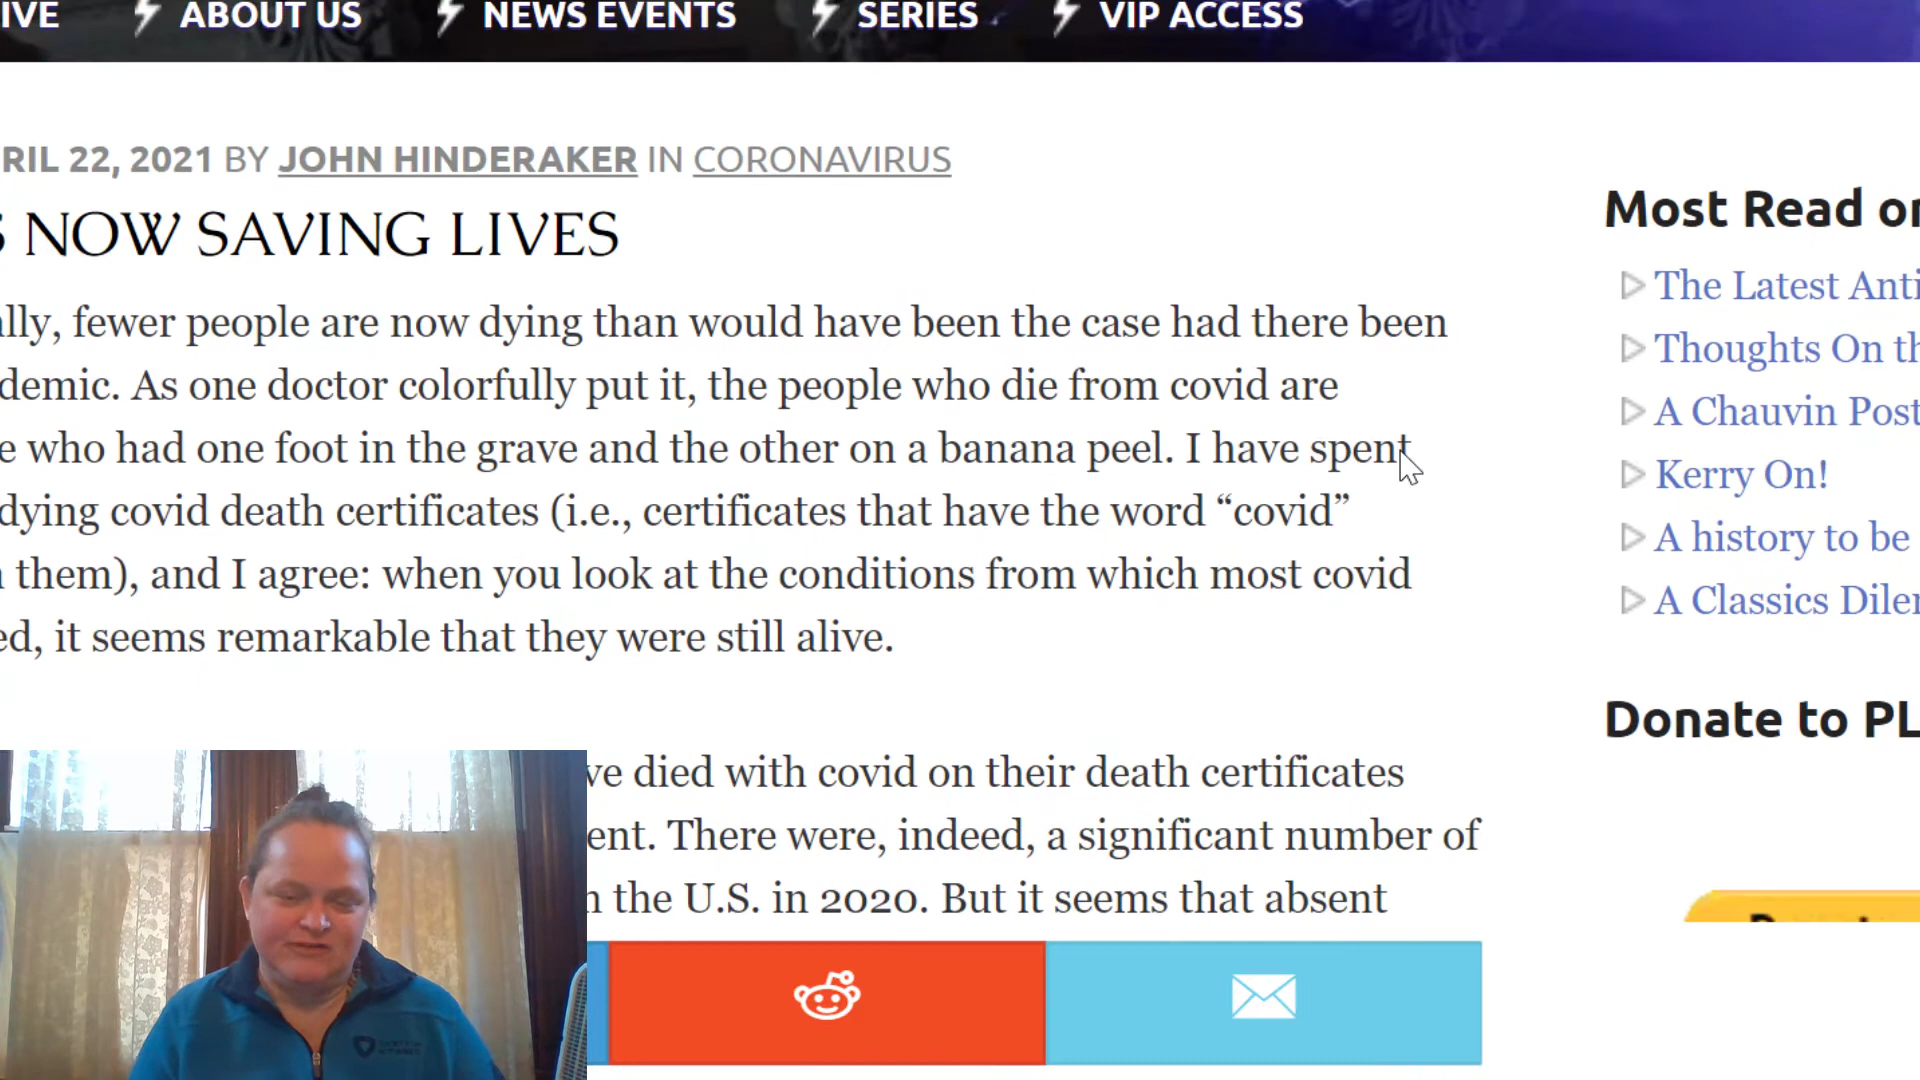 IVE ABOUT US NEWS EVENTS SERIES VIP ACCESS
RIL 22, 2021 BY JOHN HINDERAKER IN CORONAVIRUS
S NOW SAVING LIVES
lly, fewer people are now dying than would have been the case had there been
demic. As one doctor colorfully put it, the people who die from covid are
e who had one foot in the grave and the other on a banana peel. I have spent
dying covid death certificates (i.e., certificates that have the word “covid”
them), and I agree: when you look at the conditions from which most covid
ed, it seems remarkable that they were still alive.
ve died with covid on their death certificates
ent. There were, indeed, a significant number of
n the U.S. in 2020. But it seems that absent
Most Read on
The Latest Anti
Thoughts On th
A Chauvin Post
Kerry On!
A history to be
A Classics Dile
Donate to PL